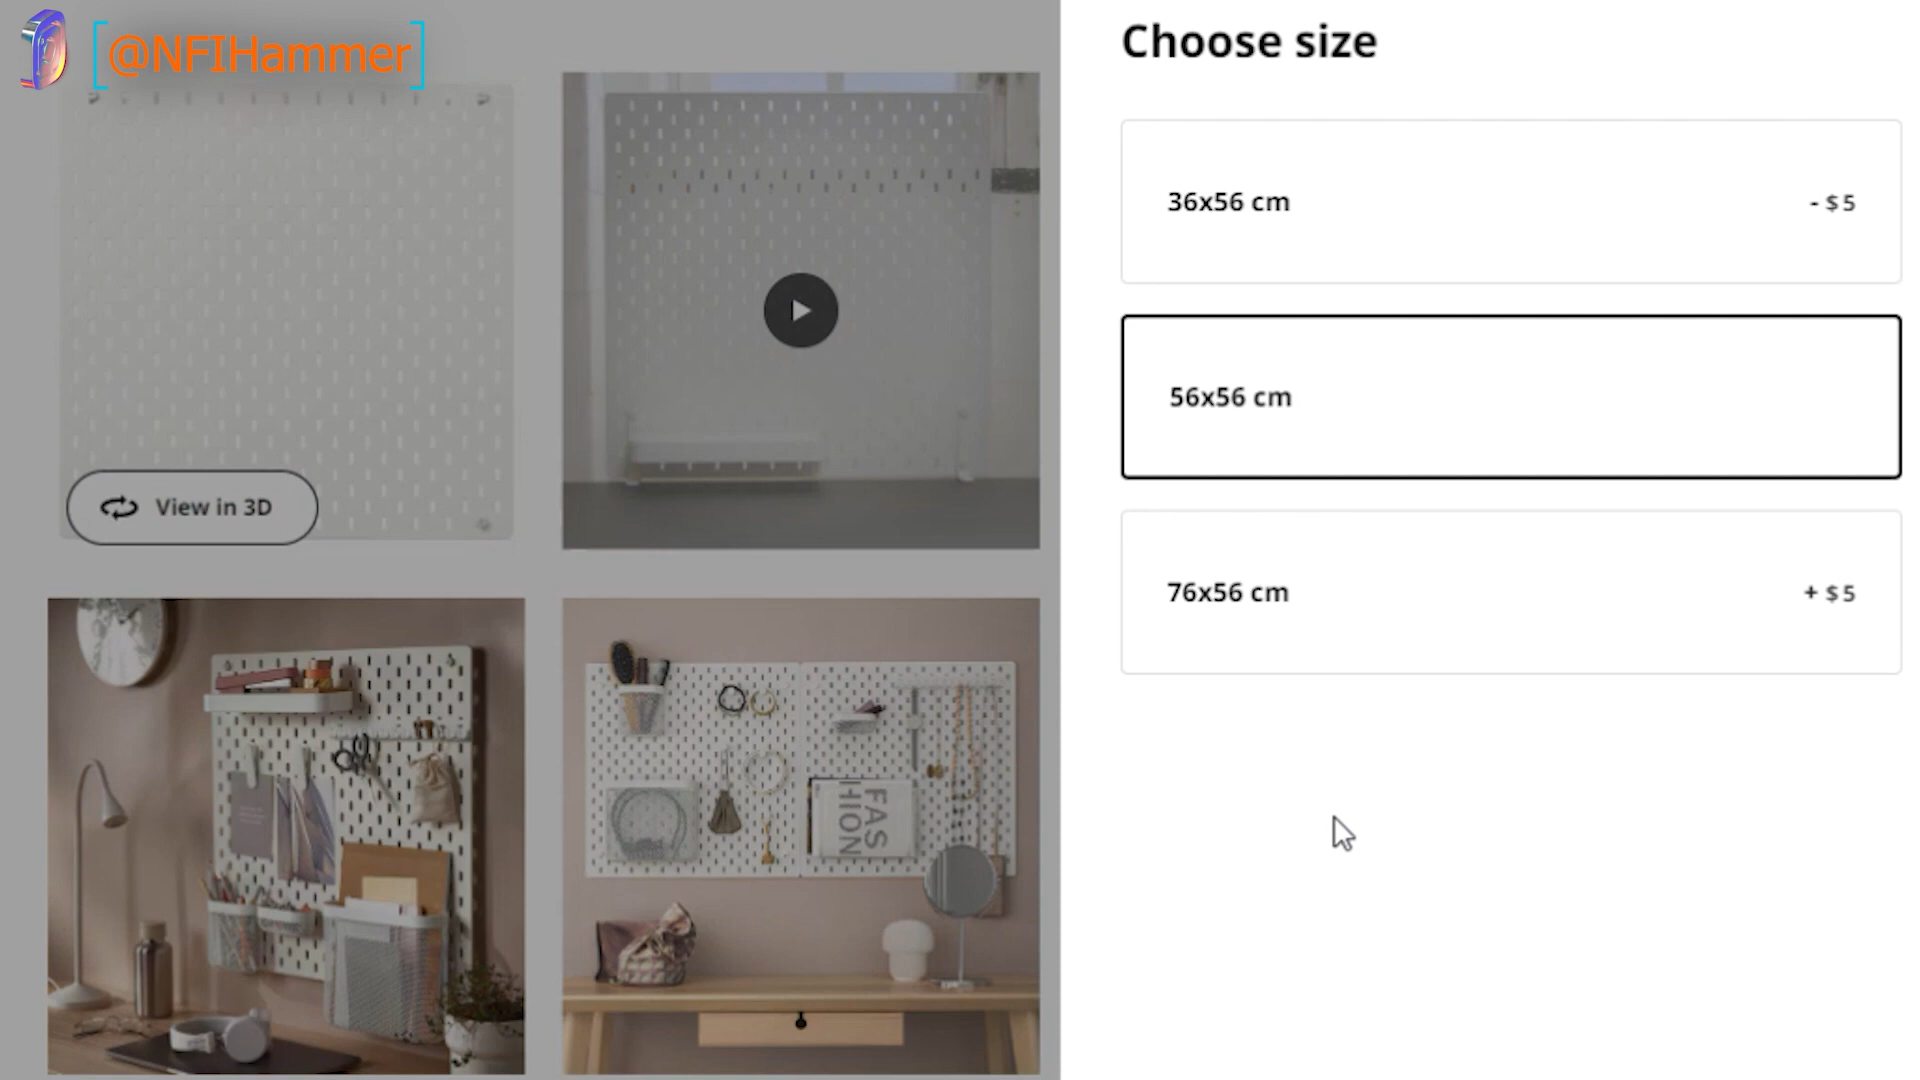 @NFIHammer
Choose size
36x56 cm
- $5
56x56 cm
76x56 cm
+ $5
View in 3D
FAS
HION